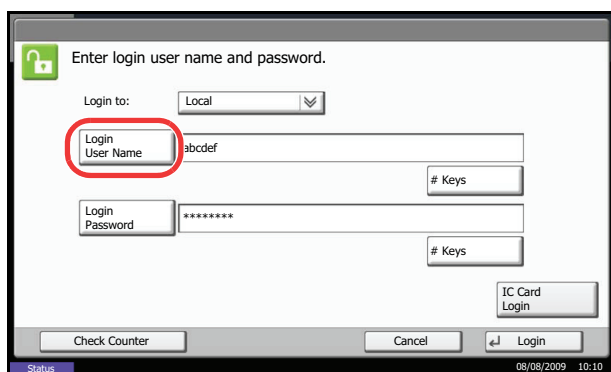 Enter login user name and password.
Login to:
Local
Login
User Name
abcdef
# Keys
Login
Password
********
# Keys
IC Card
Login
Check Counter
Cancel
Login
Status
08/08/2009 10:10